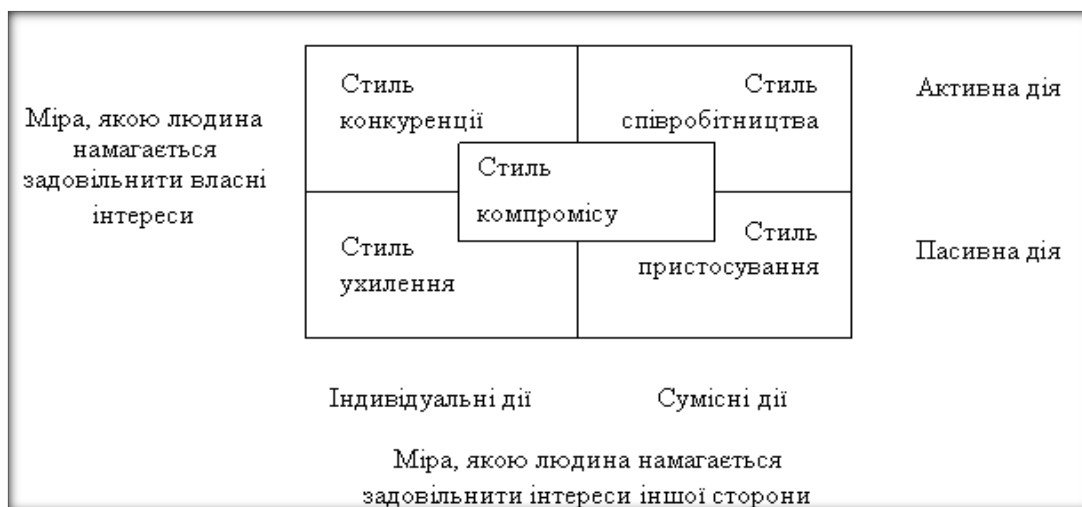 Міра, якою людина
намагається
задовільнити власні
інтереси
Стиль
конкуренції
Стиль
співробітництва
Активна дія
Стиль
компромісу
Стиль
ухилення
Стиль
пристосування
Пасивна дія
Індивідуальні дії
Сумісні дії
Міра, якою людина намагається
задовільнити інтереси іншої сторони